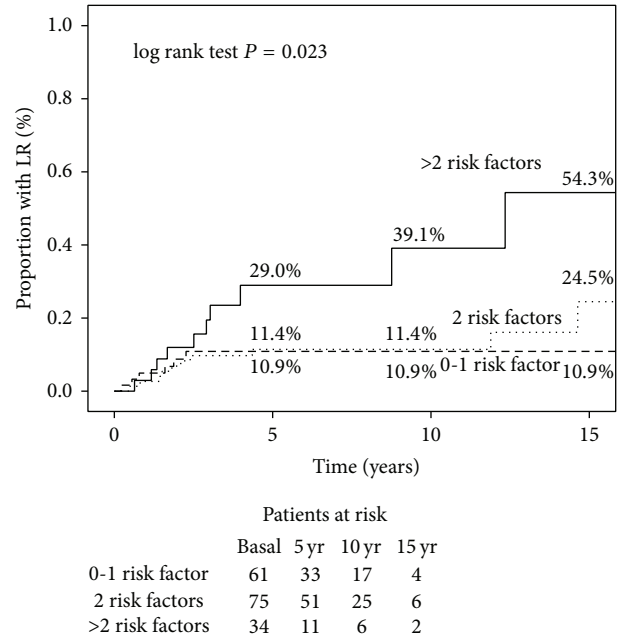 1.0
log rank test P = 0.023
0.8
Proportion with LR (%)
0.6
>2 risk factors
54.3%
39.1%
0.4
29.0%
24.5%
2 risk factors
0.2
11.4%
11.4%
0-1 risk factor
10.9%
10.9%
10.9%
0.0
0
5
10
15
Time (years)
Patients at risk
Basal 5 yr 10 yr 15 yr
0-1 risk factor 61 33 17 4
2 risk factors 75 51 25 6
>2 risk factors 34 11 6 2